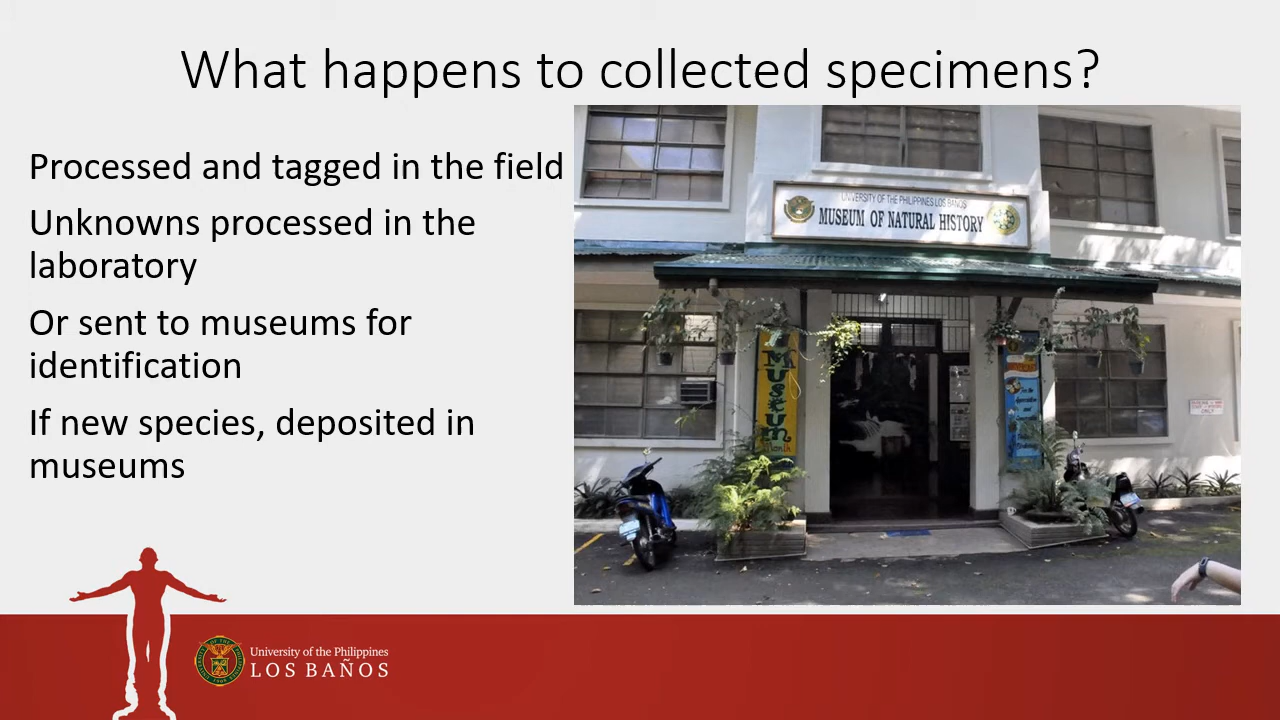 What happens to collected specimens?
Processed and tagged in the field
Unknowns processed in the
laboratory
Or sent to museums for
identification
If new species, deposited in
museums
UNIVERSITY OF THE PHILIPPINES LOS BAÑOS
MUSEUM OF NATURAL HISTORY
Museum
Month
ONLY
University of the Philippines
LOS BAÑOS